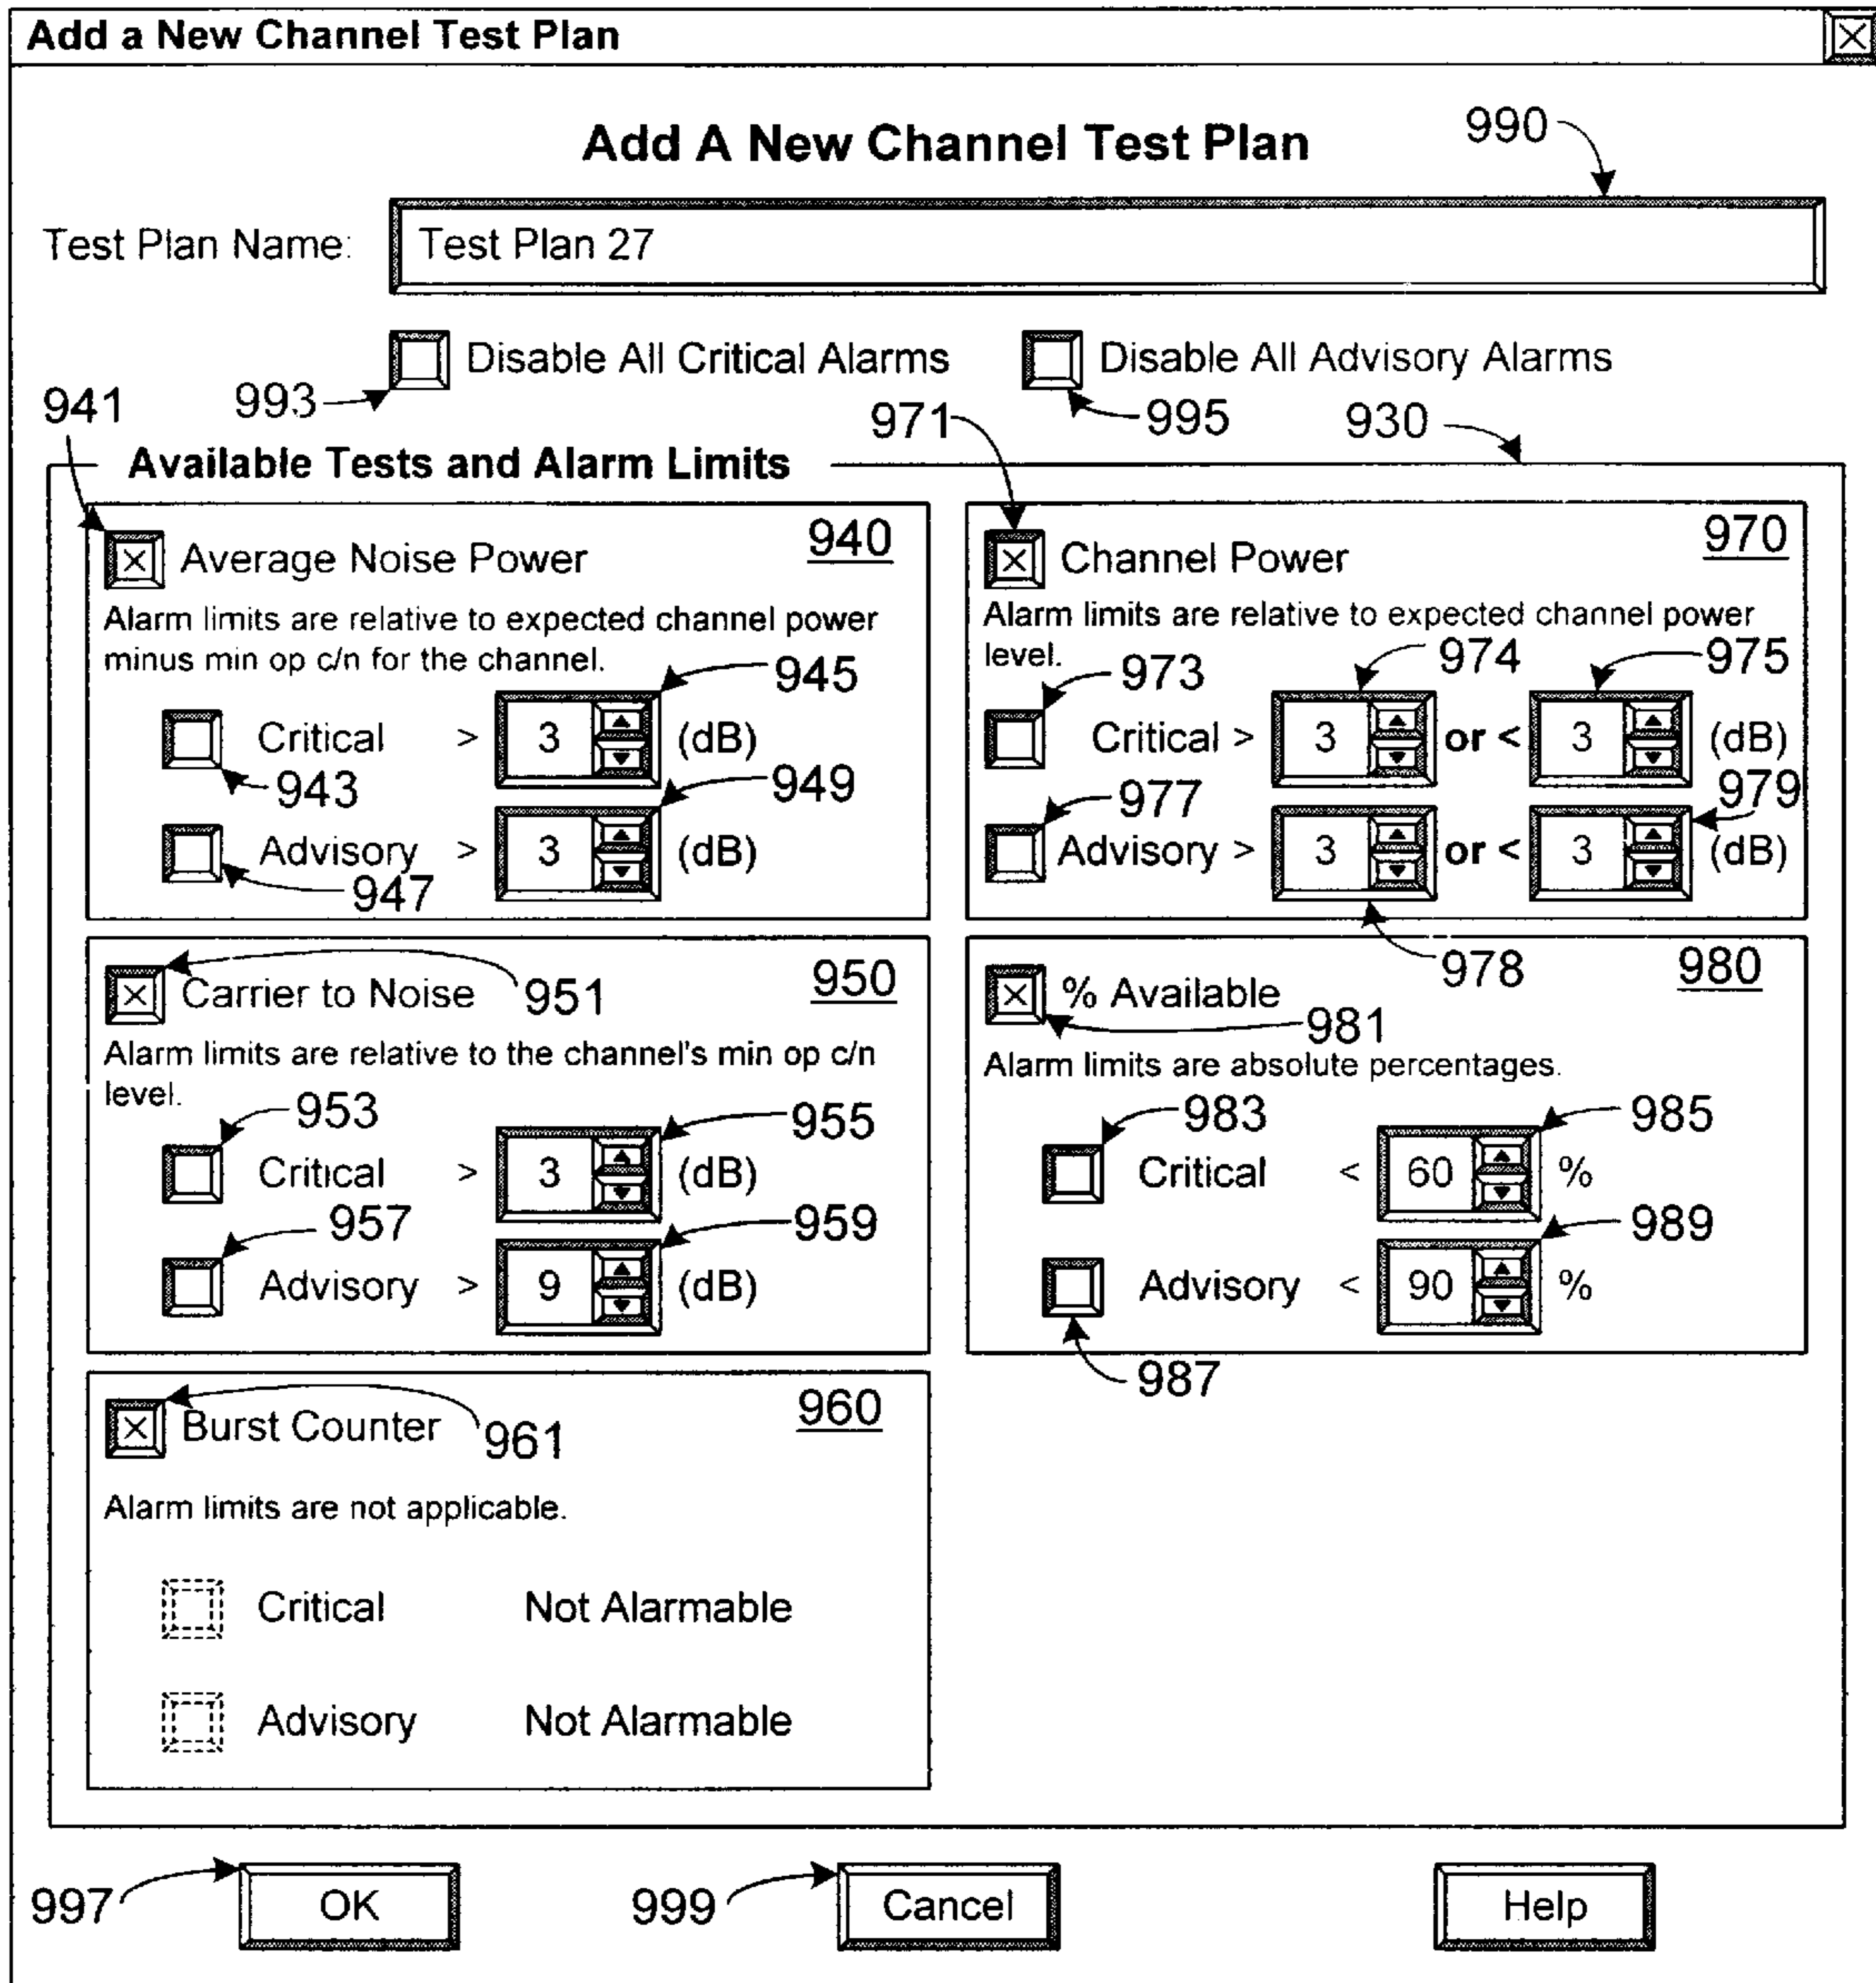 Add a New Channel Test Plan
Add A New Channel Test Plan
990
Test Plan Name:
Test Plan 27
Disable All Critical Alarms
Disable All Advisory Alarms
993
995
941
971
930
Available Tests and Alarm Limits
Average Noise Power
940
Alarm limits are relative to expected channel power
minus min op c/n for the channel.
945
Critical > 3 (dB)
943
949
Advisory > 3 (dB)
947
Channel Power
970
Alarm limits are relative to expected channel power
level.
973
974
975
Critical > 3 or < 3 (dB)
977
979
Advisory > 3 or < 3 (dB)
978
Carrier to Noise
951
950
Alarm limits are relative to the channel's min op c/n
level.
953
955
Critical > 3 (dB)
957
959
Advisory > 9 (dB)
% Available
981
980
Alarm limits are absolute percentages.
983
985
Critical < 60 %
989
Advisory < 90 %
987
Burst Counter
961
960
Alarm limits are not applicable.
Critical Not Alarmable
Advisory Not Alarmable
997
OK
999
Cancel
Help